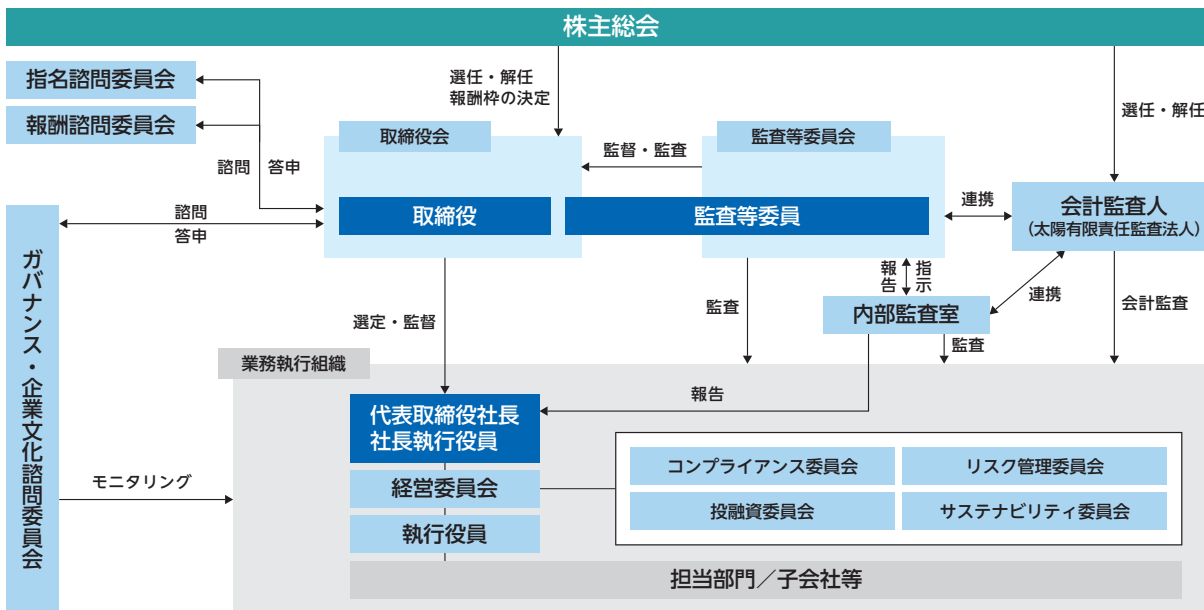 株主総会
指名諮問委員会
報酬諮問委員会
諮問
答申
選任・解任
報酬枠の決定
選任・解任
取締役会
監督・監査
監査等委員会
取締役
監査等委員
連携
会計監査人
(太陽有限責任監査法人)
諮問
答申
ガバナンス・企業文化諮問委員会
報告
指示
連携
内部監査室
選定・監督
監査
監査
会計監査
業務執行組織
報告
代表取締役社長
社長執行役員
経営委員会
執行役員
コンプライアンス委員会
リスク管理委員会
投融資委員会
サステナビリティ委員会
モニタリング
担当部門／子会社等